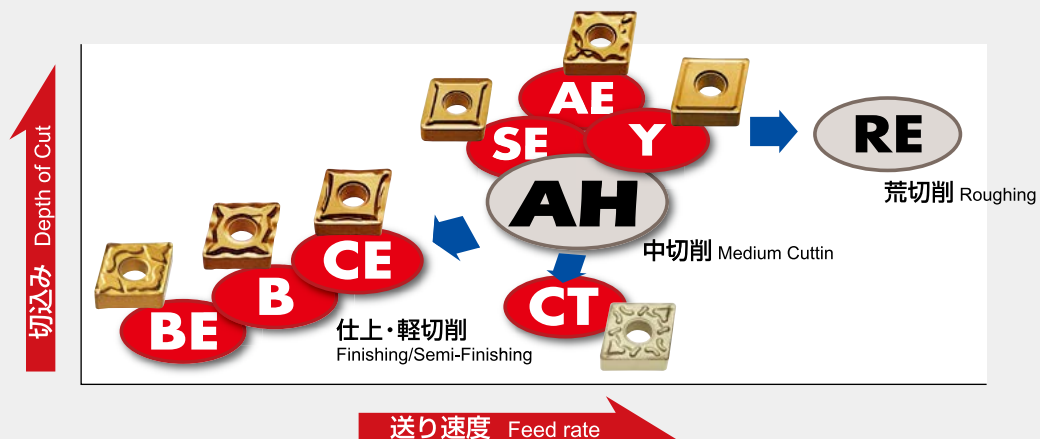 切込み Depth of Cut
AE
SE
Y
RE
荒切削 Roughing
AH
中切削 Medium Cuttin
CE
CT
B
BE
仕上・軽切削
Finishing/Semi-Finishing
送り速度 Feed rate